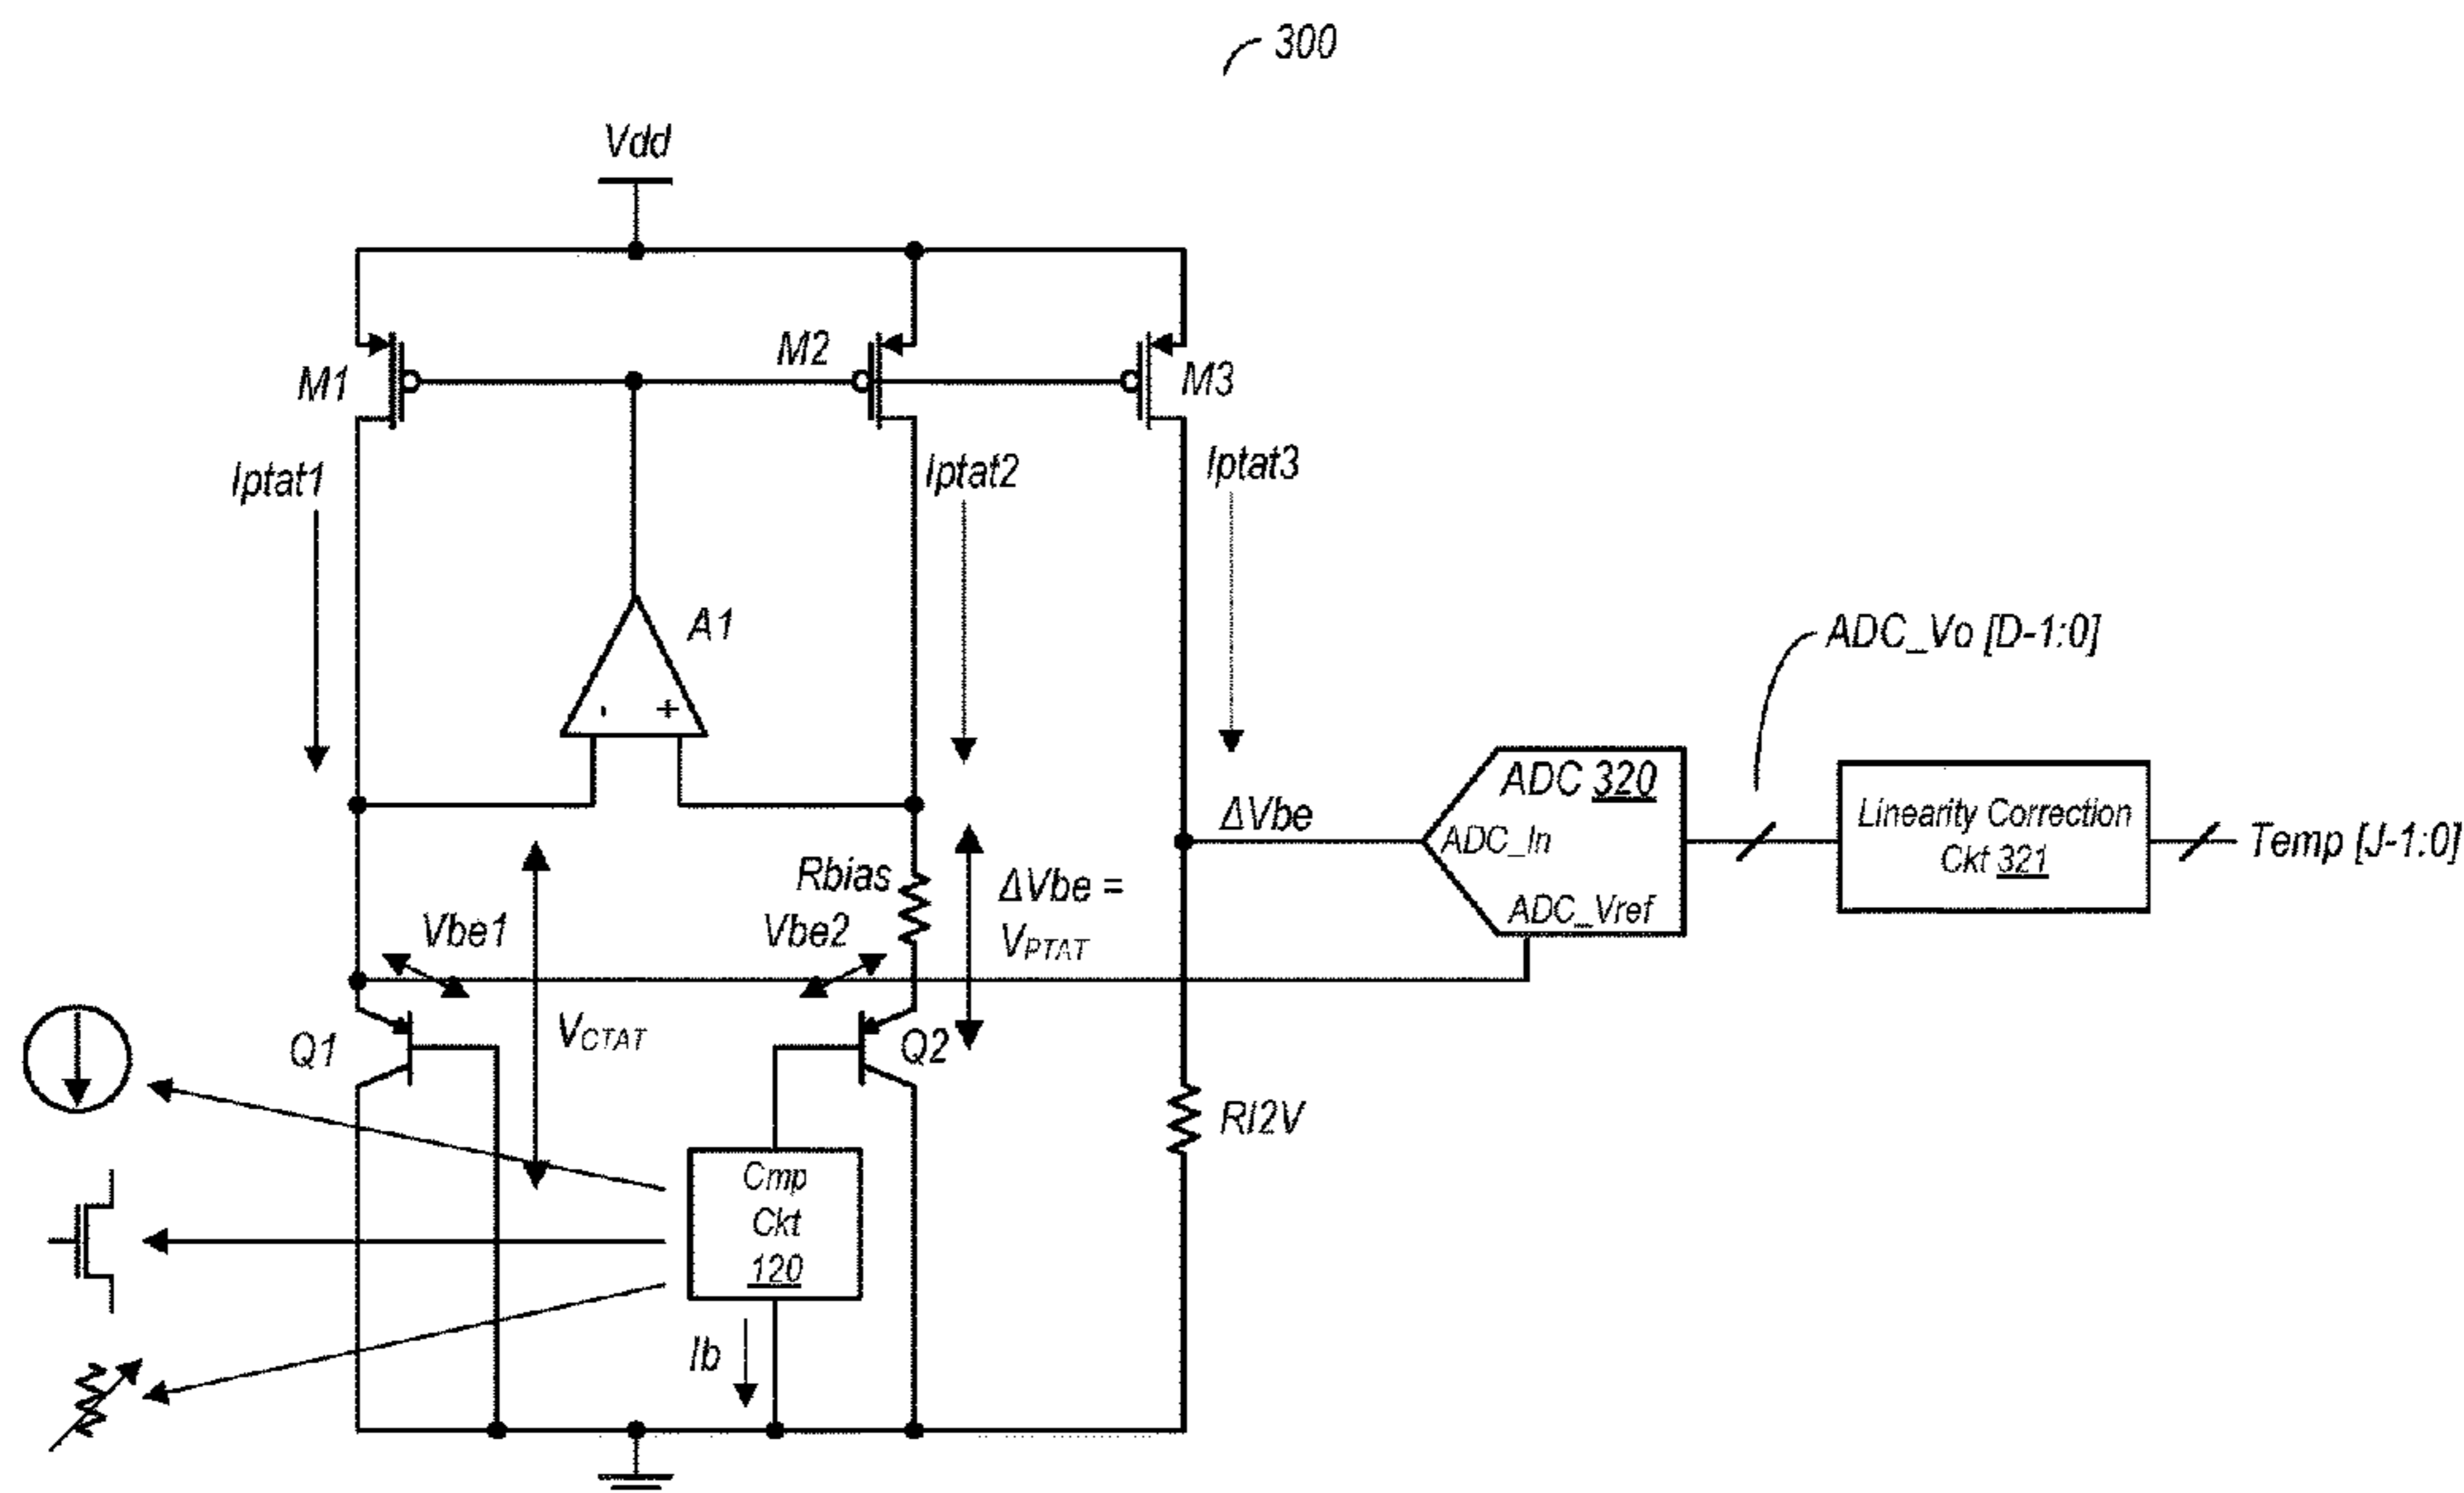 300
Vdd
M1
M2
M3
Iptat1
Iptat2
Iptat3
A1
-
+
ADC_Vo [D-1:0]
ADC 320
ADC_In
ADC_Vref
ΔVbe
Linearity Correction
Ckt 321
Temp [J-1:0]
Rbias
ΔVbe =
VPTAT
Vbe1
Vbe2
VCTAT
Q1
Q2
RI2V
Cmp
Ckt
120
Ib